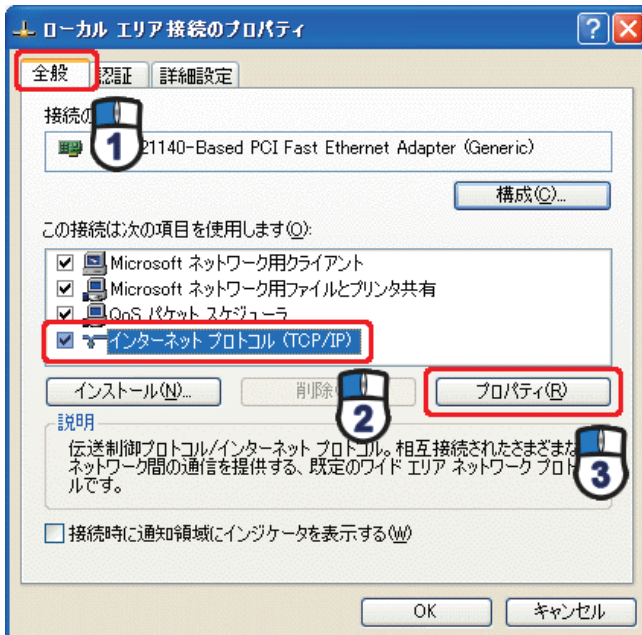 ローカル エリア接続のプロパティ
全般
認証
詳細設定
接続の
1
21140-Based PCI Fast Ethernet Adapter (Generic)
構成(C)...
この接続は次の項目を使用します(O):
Microsoft ネットワーク用クライアント
Microsoft ネットワーク用ファイルとプリンタ共有
QoS パケット スケジューラ
インターネット プロトコル (TCP/IP)
インストール(N)...
削除
プロパティ(R)
2
説明
伝送制御プロトコル/インターネット プロトコル。相互接続されたさまざまな
ネットワーク間の通信を提供する、既定のワイド エリア ネットワーク プロト
ルです。
3
接続時に通知領域にインジケータを表示する(W)
OK
キャンセル